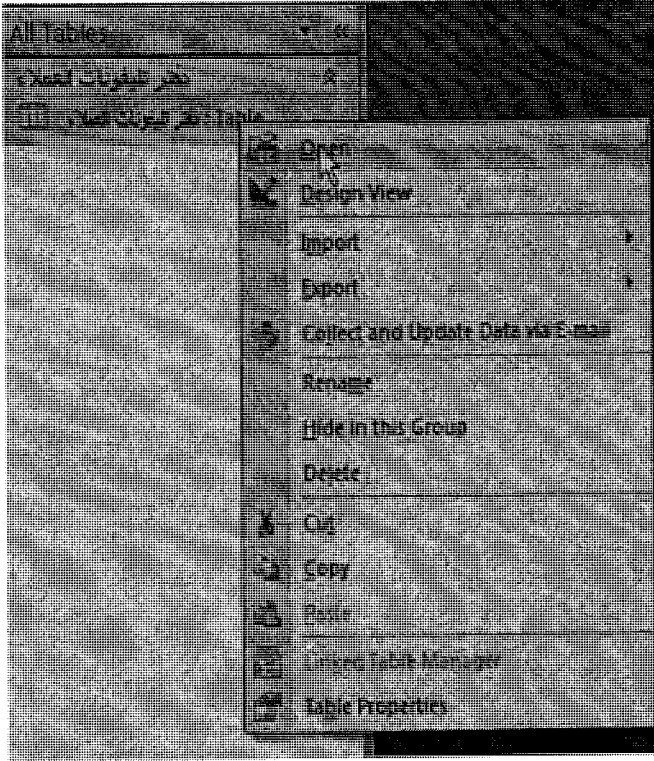 All Tables
دفتر تليفونات العملاء
دفتر تليفونات العملاء : Table
Open
Design View
Import
Export
Collect and Update Data via E-mail
Rename
Hide in this Group
Delete
Cut
Copy
Paste
Linked Table Manager
Table Properties